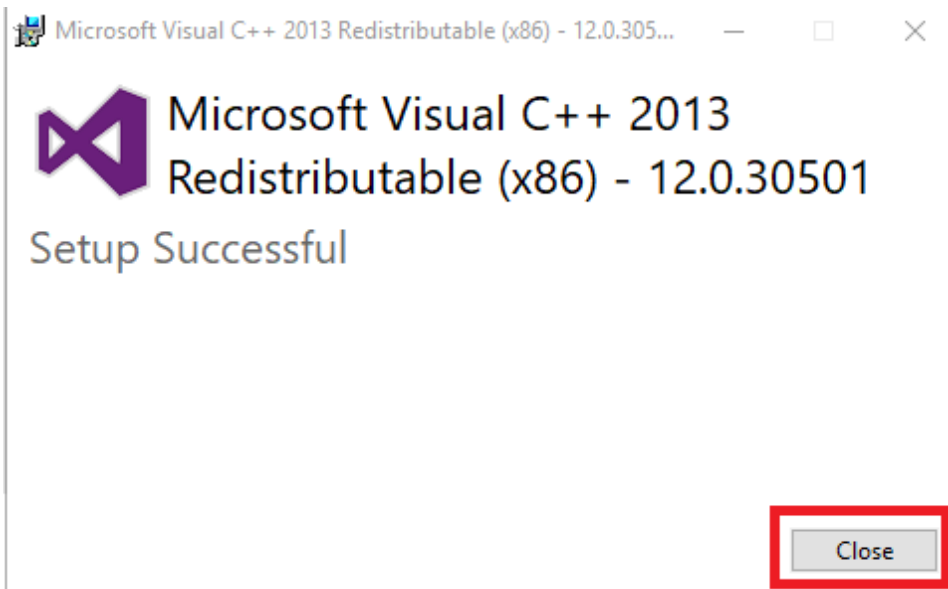 Microsoft Visual C++ 2013 Redistributable (x86) - 12.0.305...
Microsoft Visual C++ 2013
Redistributable (x86) - 12.0.30501
Setup Successful
Close